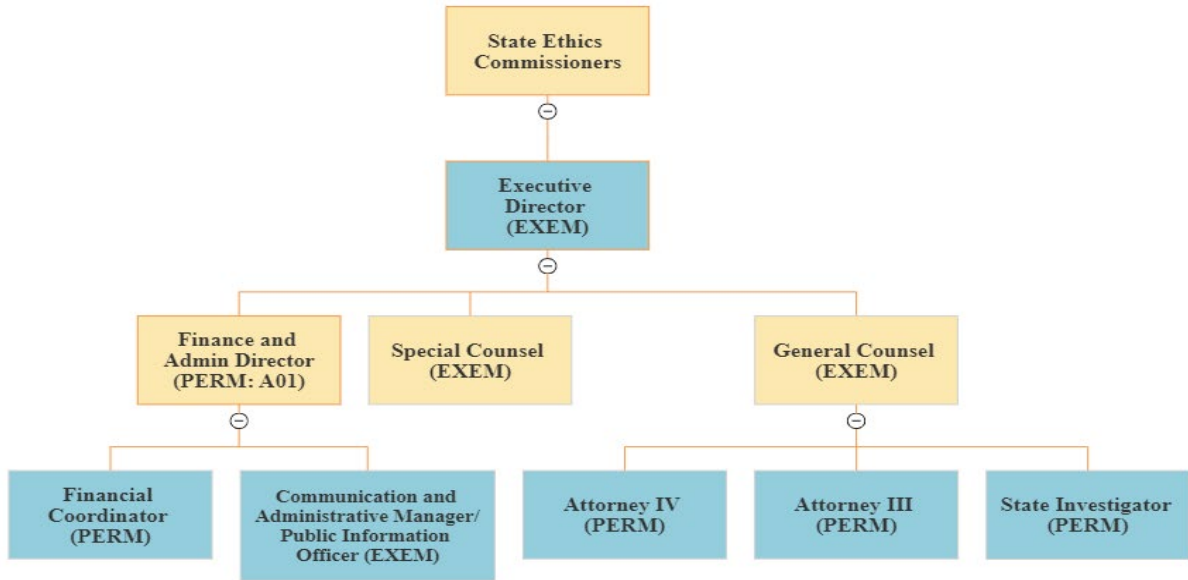 State Ethics
Commissioners
Executive
Director
(EXEM)
Finance and
Admin Director
(PERM: A01)
Special Counsel
(EXEM)
General Counsel
(EXEM)
Financial
Coordinator
(PERM)
Communication and
Administrative Manager/
Public Information
Officer (EXEM)
Attorney IV
(PERM)
Attorney III
(PERM)
State Investigator
(PERM)